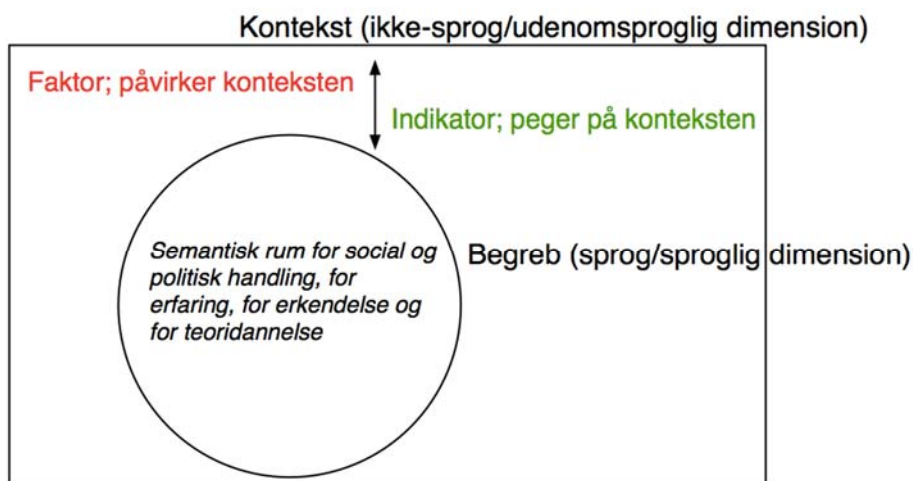 Kontekst (ikke-sprog/udenomsproglig dimension)
Faktor; påvirker konteksten
Indikator; peger på konteksten
Semantisk rum for social og
politisk handling, for
erfaring, for erkendelse og
for teoridannelse
Begreb (sprog/sproglig dimension)